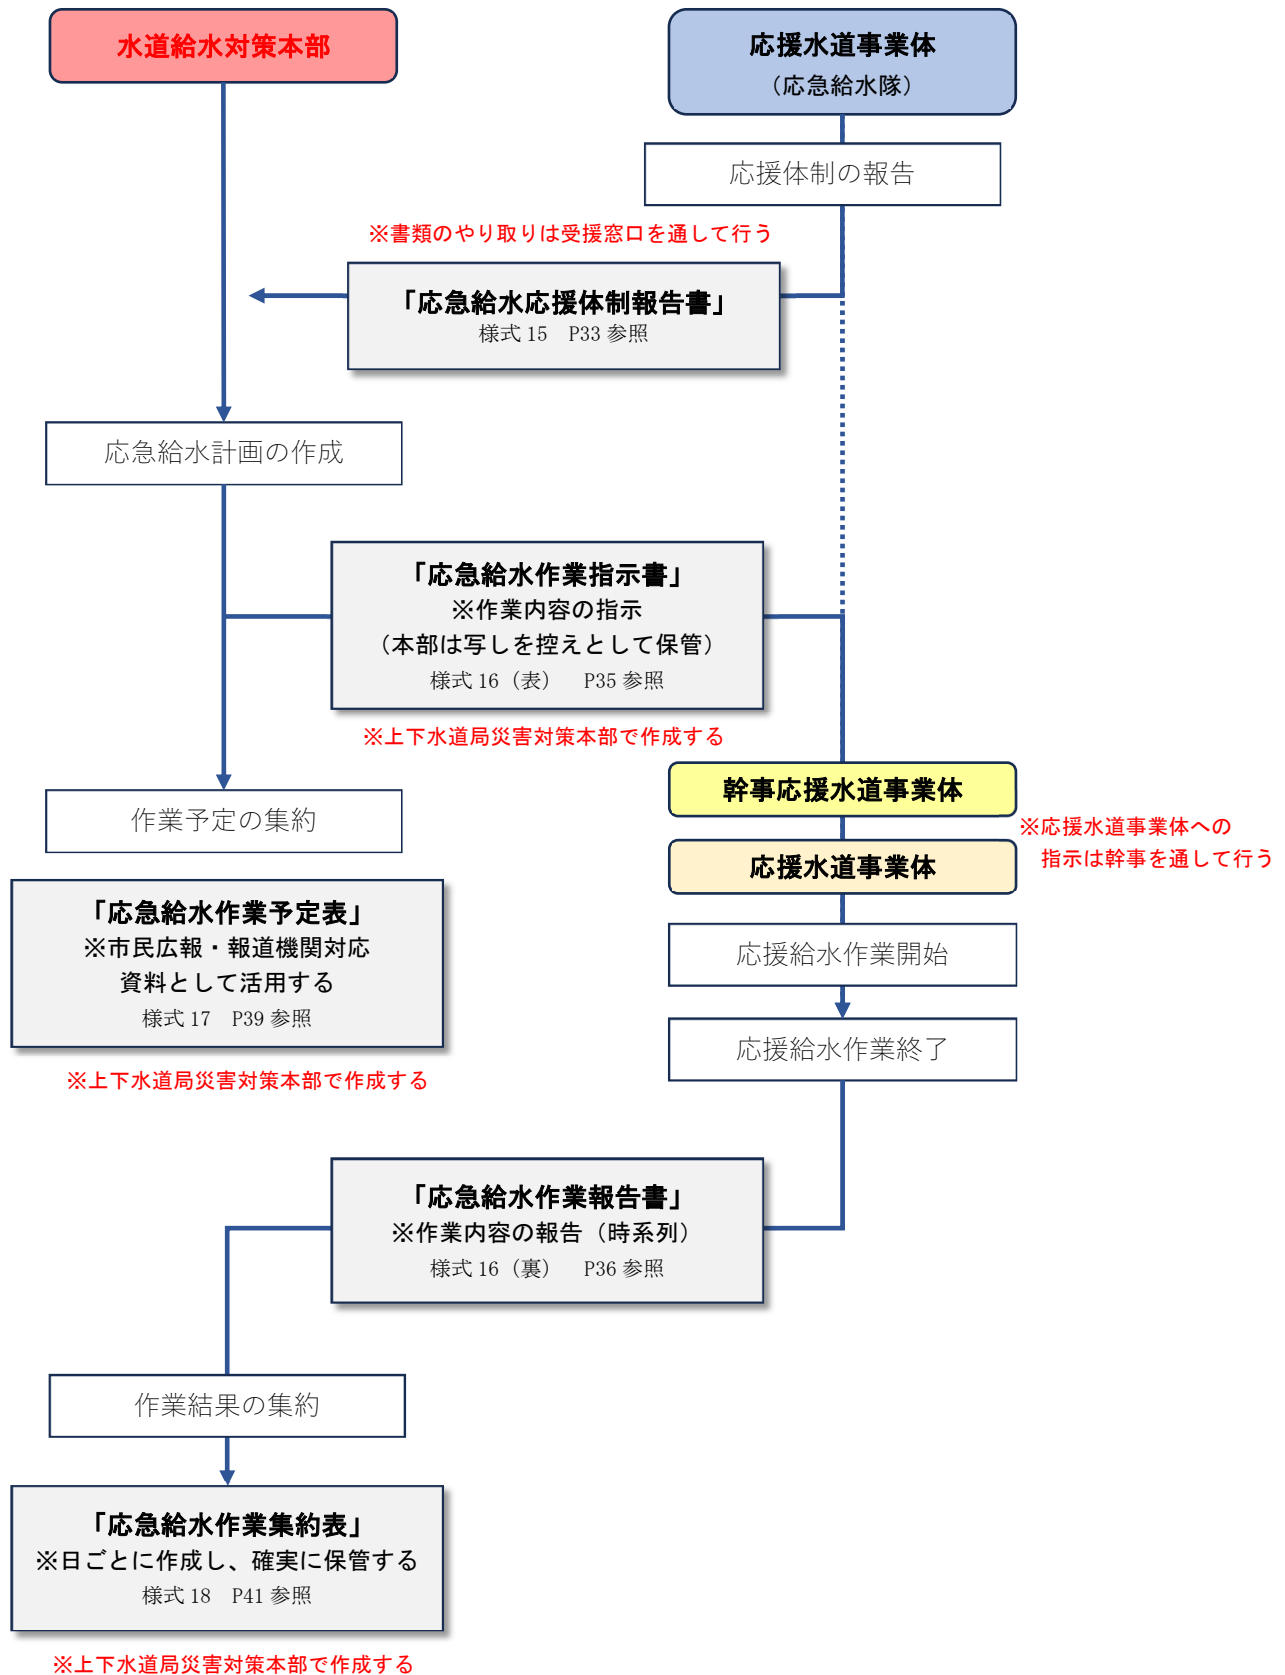 水道給水対策本部
応援水道事業体
（応急給水隊）
応援体制の報告
※書類のやり取りは受援窓口を通して行う
「応急給水応援体制報告書」
様式 15　P33 参照
応急給水計画の作成
「応急給水作業指示書」
※作業内容の指示
（本部は写しを控えとして保管）
様式 16（表）　P35 参照
※上下水道局災害対策本部で作成する
幹事応援水道事業体
作業予定の集約
※応援水道事業体への
指示は幹事を通して行う
応援水道事業体
「応急給水作業予定表」
※市民広報・報道機関対応
資料として活用する
様式 17　P39 参照
※上下水道局災害対策本部で作成する
応援給水作業開始
応援給水作業終了
「応急給水作業報告書」
※作業内容の報告（時系列）
様式 16（裏）　P36 参照
作業結果の集約
「応急給水作業集約表」
※日ごとに作成し、確実に保管する
様式 18　P41 参照
※上下水道局災害対策本部で作成する